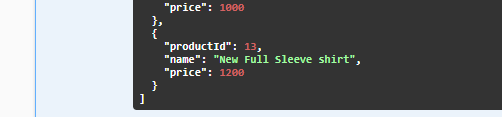 "price": 1000
},
{
"productId": 13,
"name": "New Full Sleeve shirt",
"price": 1200
}
]